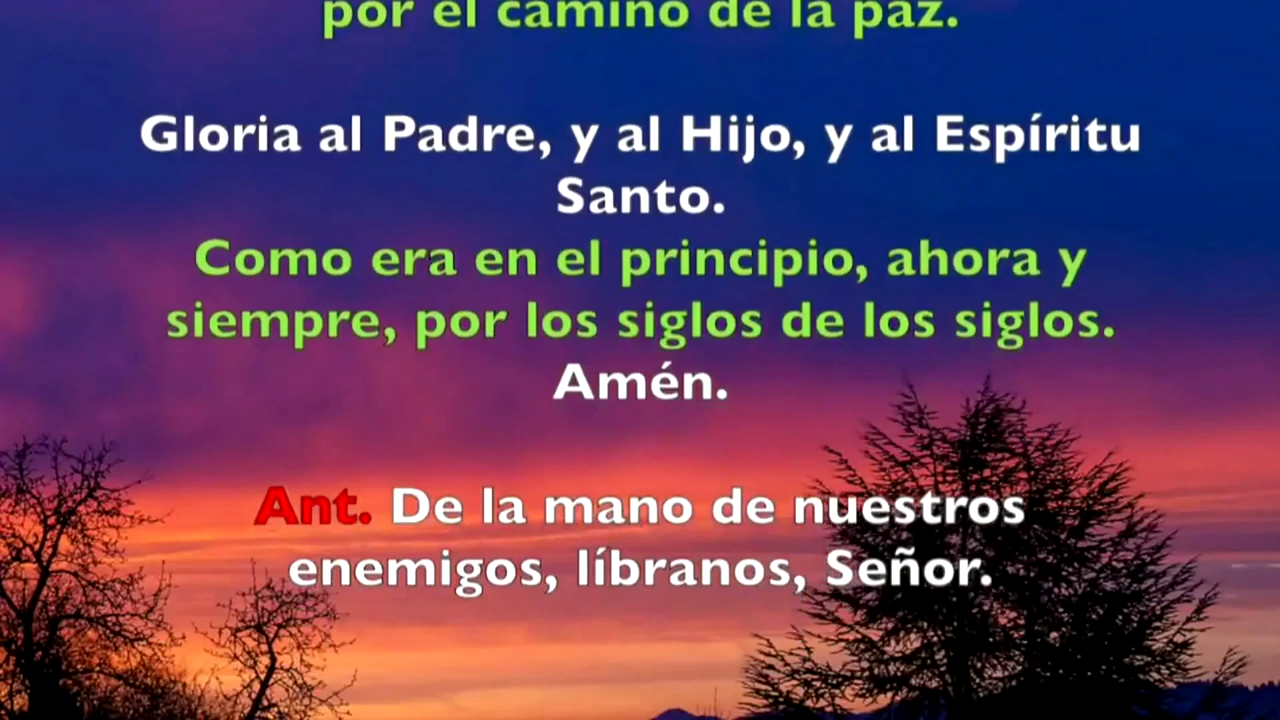 por el camino de la paz.
Gloria al Padre, y al Hijo, y al Espíritu
Santo.
Como era en el principio, ahora y
siempre, por los siglos de los siglos.
Amén.
Ant. De la mano de nuestros
enemigos, líbranos, Señor.